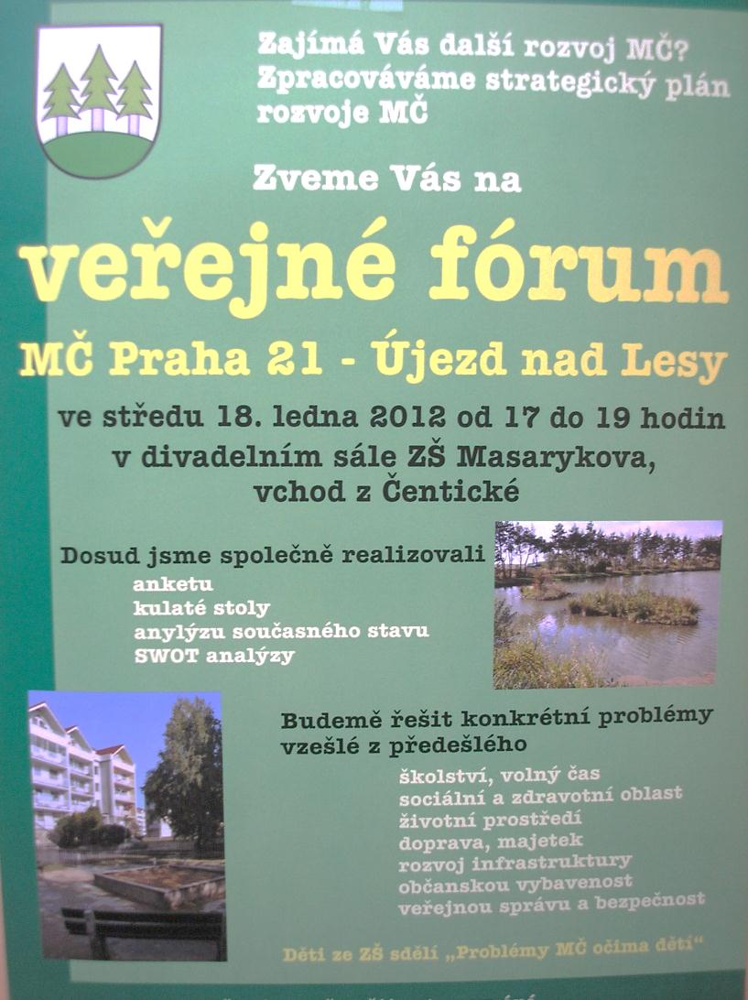 Zajímá Vás další rozvoj MČ?
Zpracováváme strategický plán
rozvoje MČ
Zveme Vás na
veřejné fórum
MČ Praha 21 - Újezd nad Lesy
ve středu 18. ledna 2012 od 17 do 19 hodin
v divadelním sále ZŠ Masarykova,
vchod z Čentické
Dosud jsme společně realizovali
anketu
kulaté stoly
anylýzu současného stavu
SWOT analýzy
Budemě řešit konkrétní problémy
vzešlé z předešlého
školství, volný čas
sociální a zdravotní oblast
životní prostředí
doprava, majetek
rozvoj infrastruktury
občanskou vybavenost
veřejnou správu a bezpečnost
Děti ze ZŠ sdělí „Problémy MČ očima dětí“